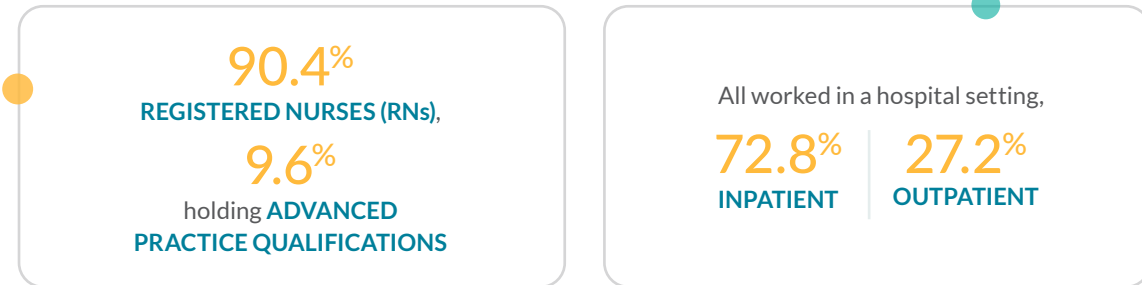 90.4%
REGISTERED NURSES (RNs),
9.6%
holding ADVANCED
PRACTICE QUALIFICATIONS
All worked in a hospital setting,
72.8%
INPATIENT
27.2%
OUTPATIENT